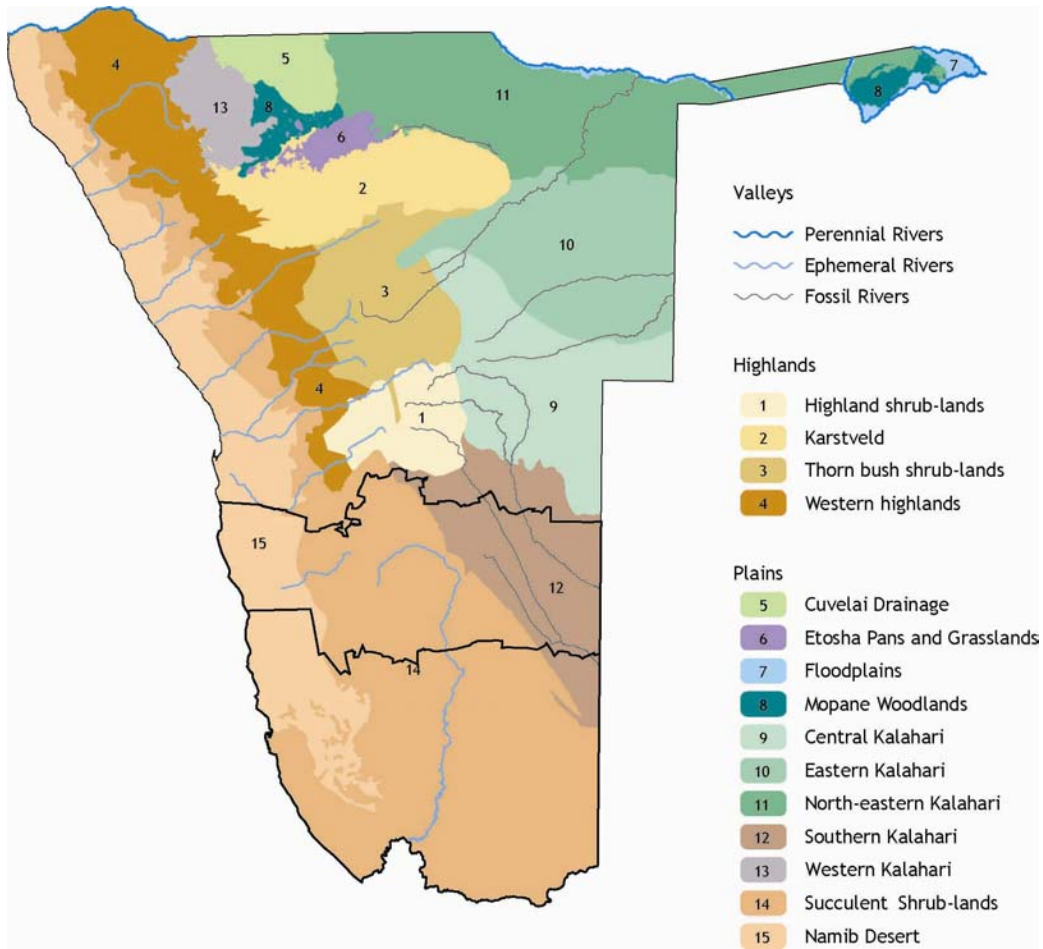 4
5
7
8
13
8
11
6
2
10
3
4
9
1
15
12
14
Valleys
Perennial Rivers
Ephemeral Rivers
Fossil Rivers
Highlands
1 Highland shrub-lands
2 Karstveld
3 Thorn bush shrub-lands
4 Western highlands
Plains
5 Cuvelai Drainage
6 Etosha Pans and Grasslands
7 Floodplains
8 Mopane Woodlands
9 Central Kalahari
10 Eastern Kalahari
11 North-eastern Kalahari
12 Southern Kalahari
13 Western Kalahari
14 Succulent Shrub-lands
15 Namib Desert